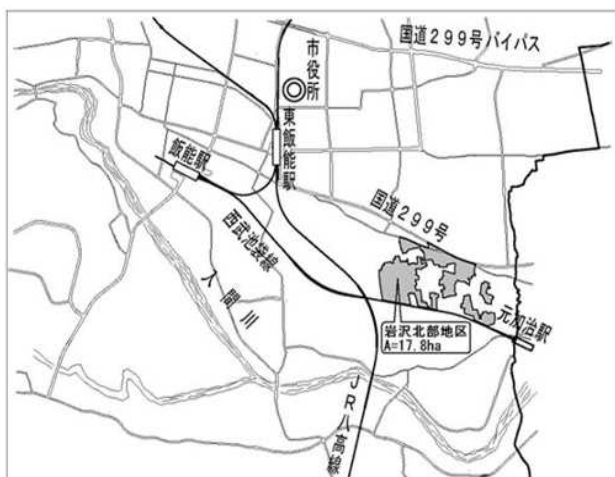 国道299号バイパス
市役所
東飯能駅
飯能駅
国道299号
西武池袋線
入間川
元加治駅
岩沢北部地区
A=17.8ha
JR八高線